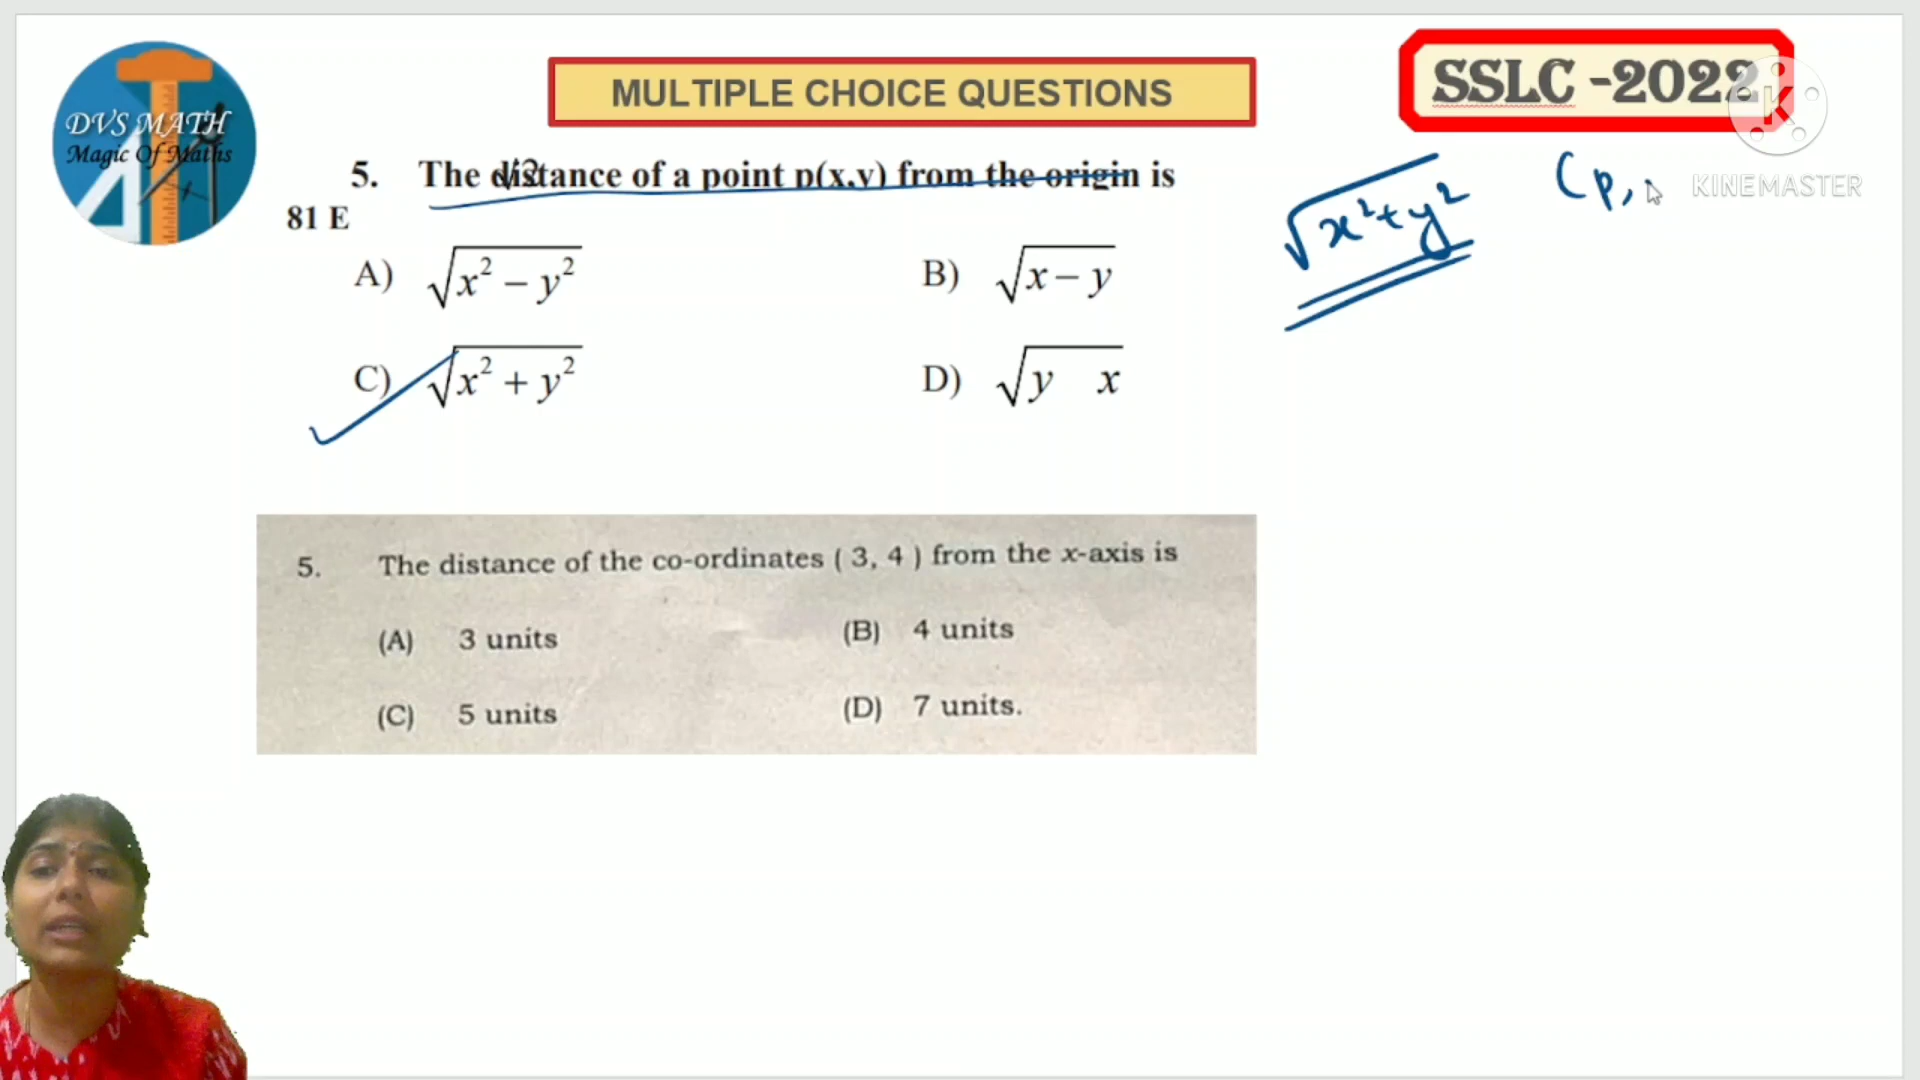 DVS MATH
Magic Of Maths
MULTIPLE CHOICE QUESTIONS
SSLC -2022
KINEMASTER
5. The distance of a point p(x,y) from the origin is
81 E
A) √(x² − y²)
B) √(x − y)
C) √(x² + y²)
D) √(y x)
√(x² + y²)
(p,
5. The distance of the co-ordinates ( 3, 4 ) from the x-axis is
(A) 3 units
(B) 4 units
(C) 5 units
(D) 7 units.